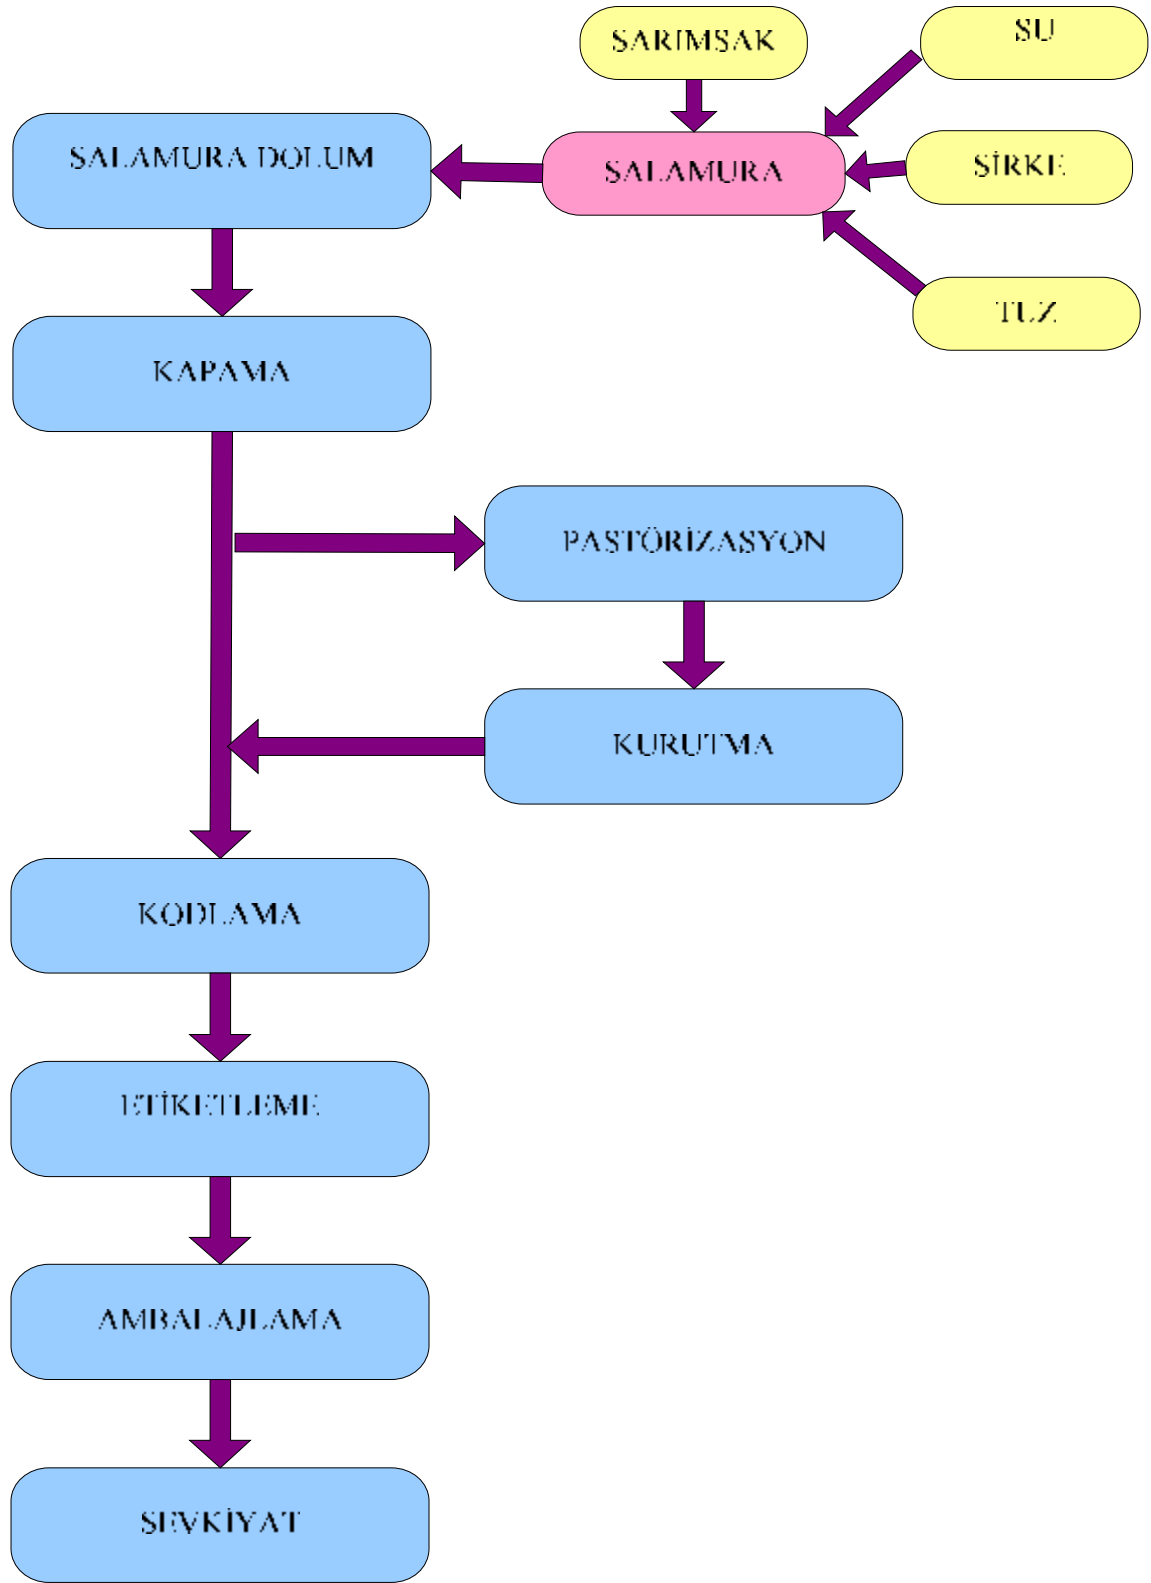 SARIMSAK
SU
SALAMURA DOLUM
SALAMURA
SİRKE
TUZ
KAPAMA
PASTÖRİZASYON
KURUTMA
KODLAMA
ETİKETLEME
AMBALAJLAMA
SEVKİYAT